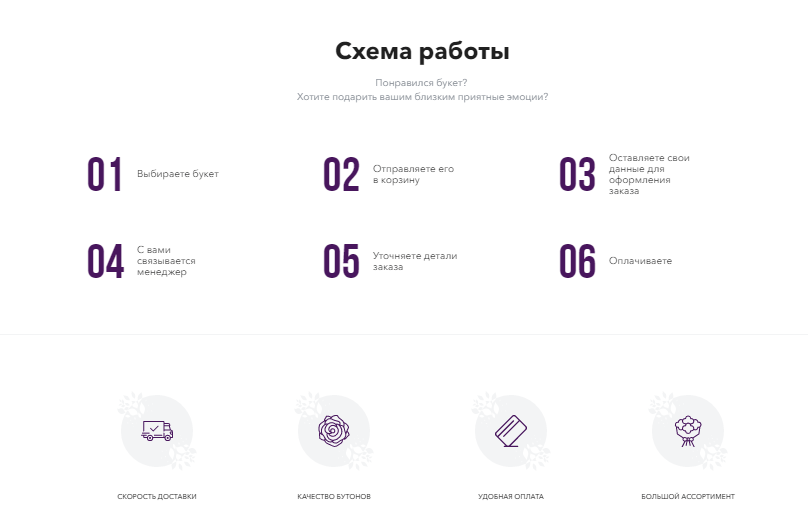 Схема работы
Понравился букет?
Хотите подарить вашим близким приятные эмоции?
01
Выбираете букет
02
Отправляете его
в корзину
03
Оставляете свои
данные для
оформления
заказа
04
С вами
связывается
менеджер
05
Уточняете детали
заказа
06
Оплачиваете
СКОРОСТЬ ДОСТАВКИ
КАЧЕСТВО БУТОНОВ
УДОБНАЯ ОПЛАТА
БОЛЬШОЙ АССОРТИМЕНТ